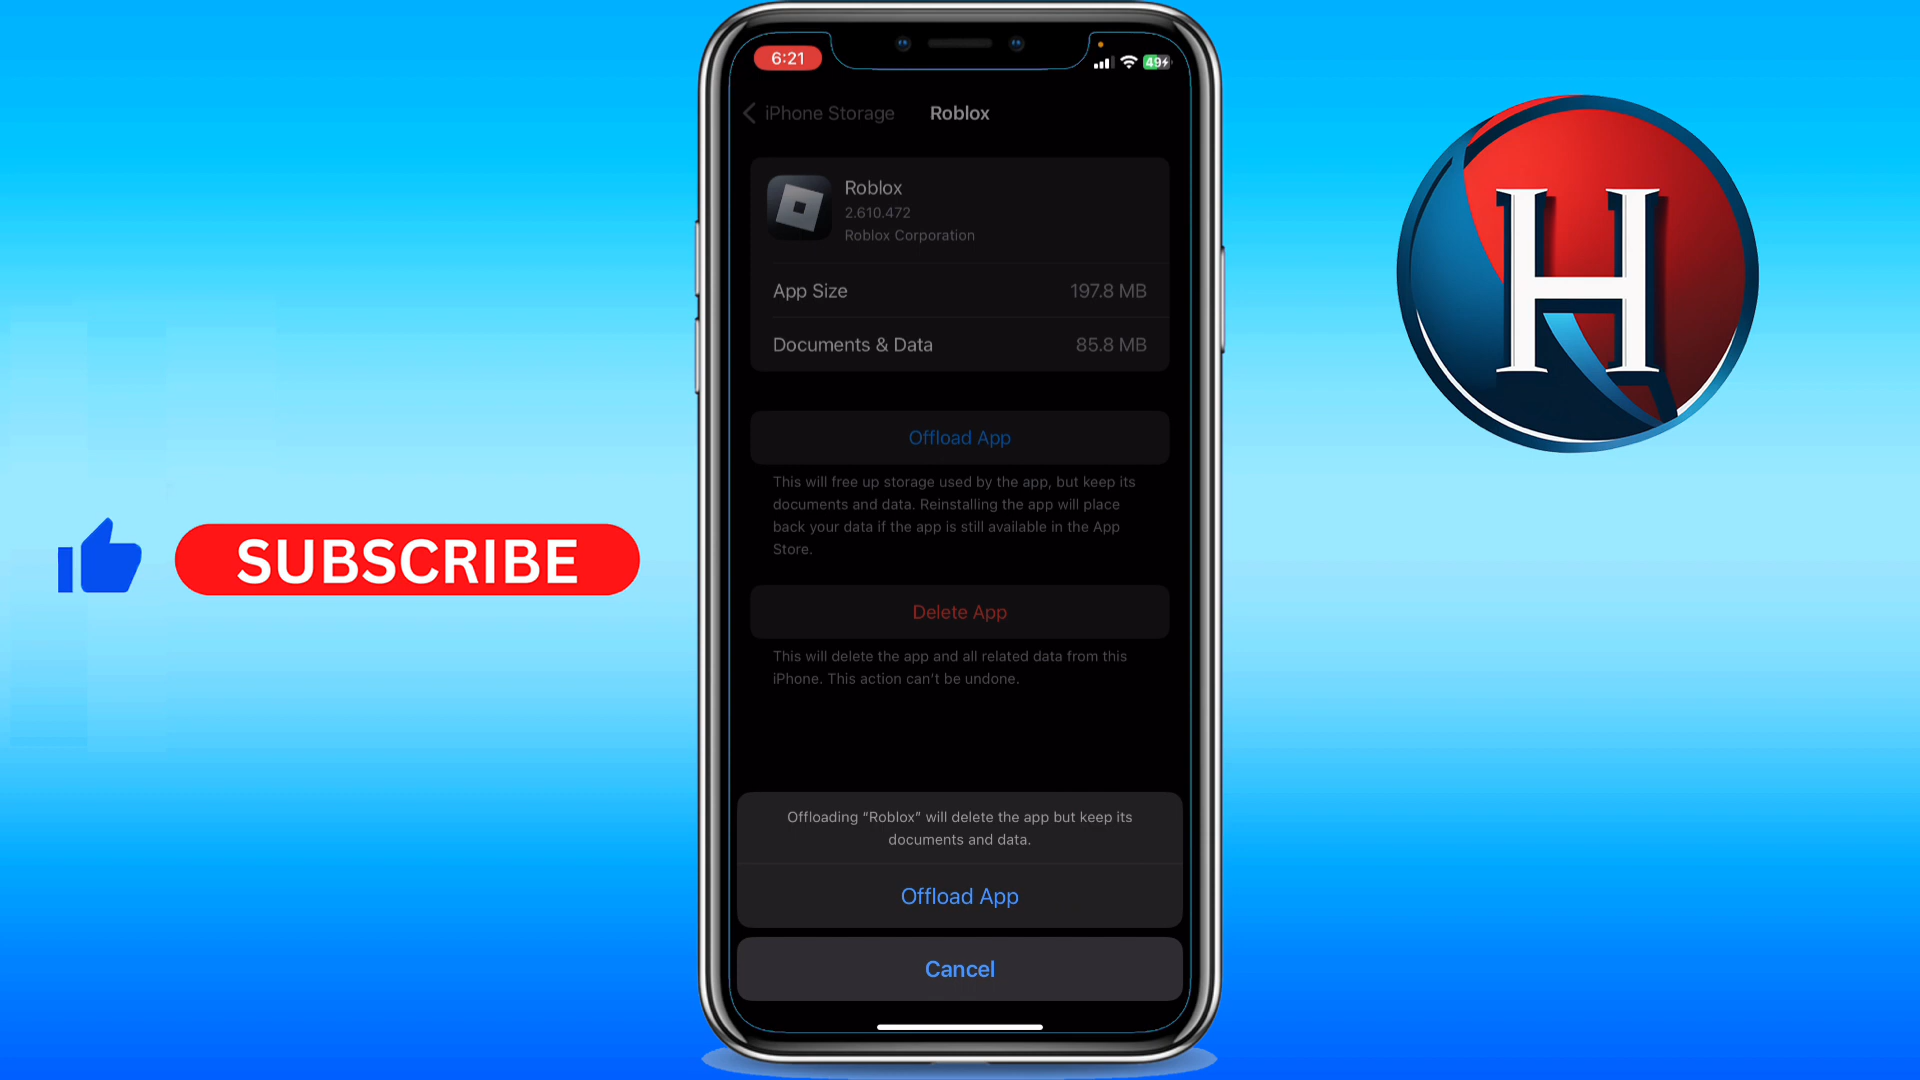 6:21
49
iPhone Storage
Roblox
Roblox
2.610.472
Roblox Corporation
App Size
197.8 MB
Documents & Data
85.8 MB
Offload App
This will free up storage used by the app, but keep its
documents and data. Reinstalling the app will place
back your data if the app is still available in the App
Store.
Delete App
This will delete the app and all related data from this
iPhone. This action can't be undone.
Offloading “Roblox” will delete the app but keep its
documents and data.
Offload App
Cancel
SUBSCRIBE
H